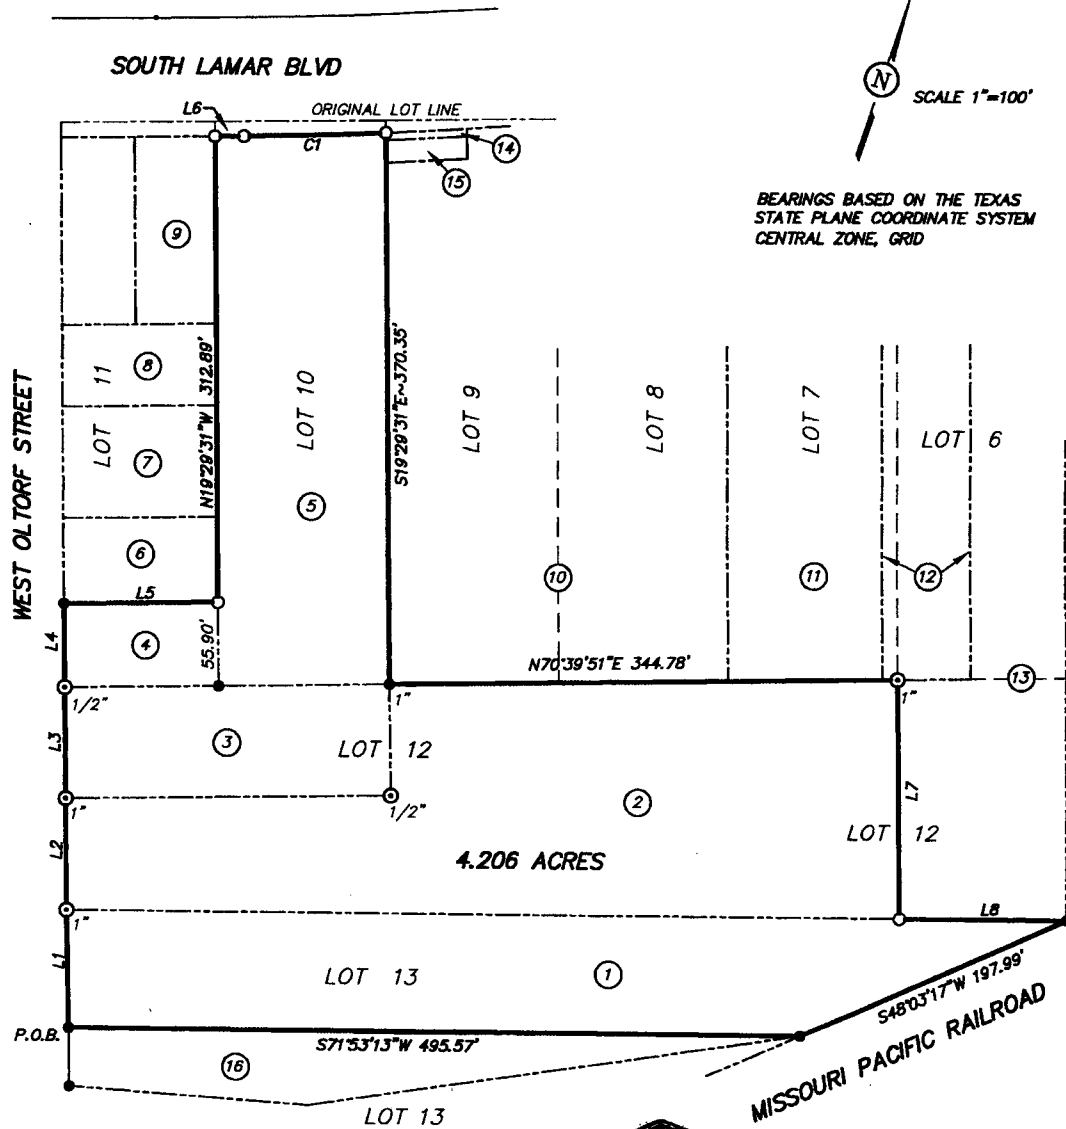 SOUTH LAMAR BLVD
N
SCALE 1"=100'
L6
ORIGINAL LOT LINE
C1
14
15
BEARINGS BASED ON THE TEXAS
STATE PLANE COORDINATE SYSTEM
CENTRAL ZONE, GRID
9
8
7
6
LOT 11
N19°29'31"W 312.89'
LOT 10
5
S19°29'31"E~370.35'
LOT 9
LOT 8
LOT 7
LOT 6
10
11
12
WEST OLTORF STREET
L5
L4
4
55.90'
N70°39'51"E 344.78'
13
1/2"
1"
1"
L3
3
LOT 12
1"
1/2"
2
L7
LOT 12
L2
4.206 ACRES
1"
L8
L1
LOT 13
1
S48°03'17"W 197.99'
P.O.B.
S71°53'13"W 495.57'
MISSOURI PACIFIC RAILROAD
16
LOT 13